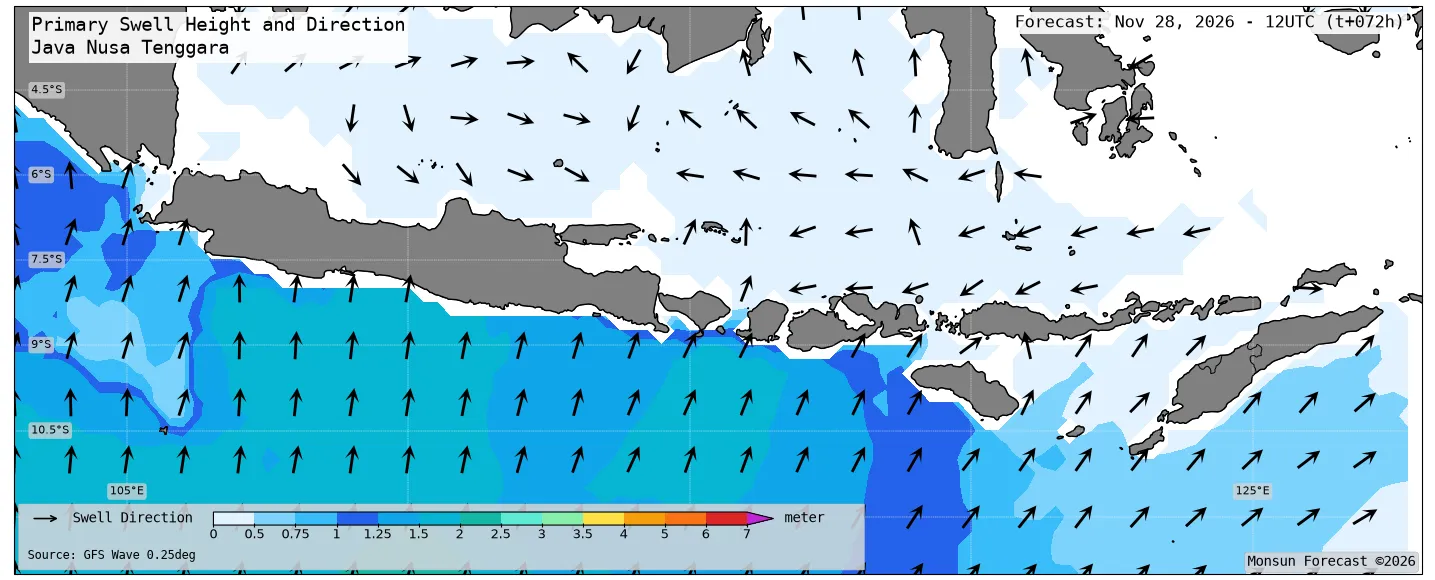 Primary Swell Height and Direction
Java Nusa Tenggara
Forecast: Nov 28, 2026 - 12UTC (t+072h)
4.5°S
6°S
7.5°S
9°S
10.5°S
105°E
125°E
Swell Direction
0 0.5 0.75 1 1.25 1.5 2 2.5 3 3.5 4 5 6 7
meter
Source: GFS Wave 0.25deg
Monsun Forecast ©2026